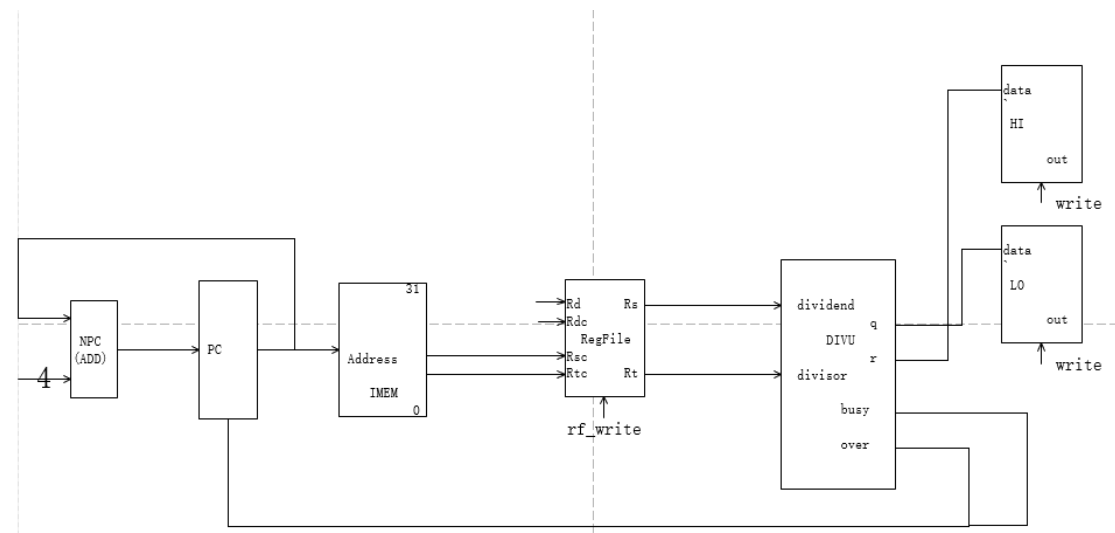 data
`
HI
out
write
data
`
LO
out
write
31
Address
IMEM
0
NPC
(ADD)
4
PC
Rd
Rdc
Rsc
Rtc
Rs
RegFile
Rt
rf_write
dividend
q
DIVU
r
divisor
busy
over